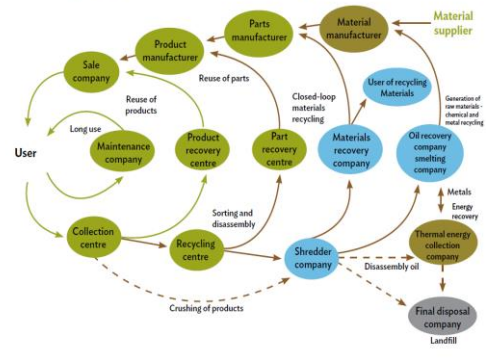 Material
supplier
Material
manufacturer
Parts
manufacturer
Product
manufacturer
Sale
company
Reuse of parts
Reuse of
products
Closed-loop
materials
recycling
User of recycling
Materials
Generation of
raw materials -
chemical and
metal recycling
Long use
User
Maintenance
company
Product
recovery
centre
Part
recovery
centre
Materials
recovery
company
Oil recovery
company
smelting
company
Metals
Energy
recovery
Sorting and
disassembly
Collection
centre
Recycling
centre
Shredder
company
Thermal energy
collection
company
Disassembly oil
Crushing of products
Final disposal
company
Landfill